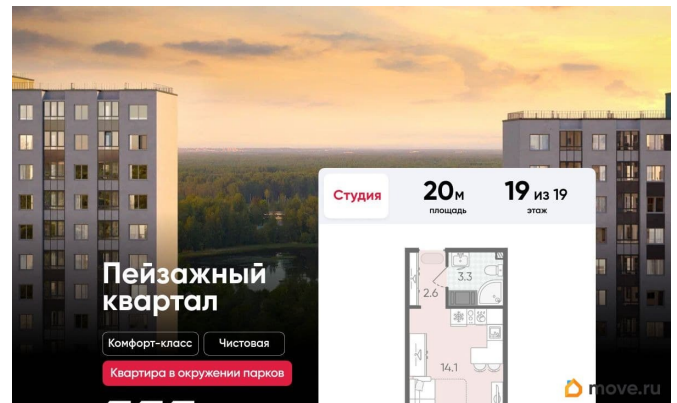 Студия
20м
площадь
19 из 19
этаж
Пейзажный
квартал
3.3
2.6
14.1
Комфорт-класс
Чистовая
Квартира в окружении парков
move.ru